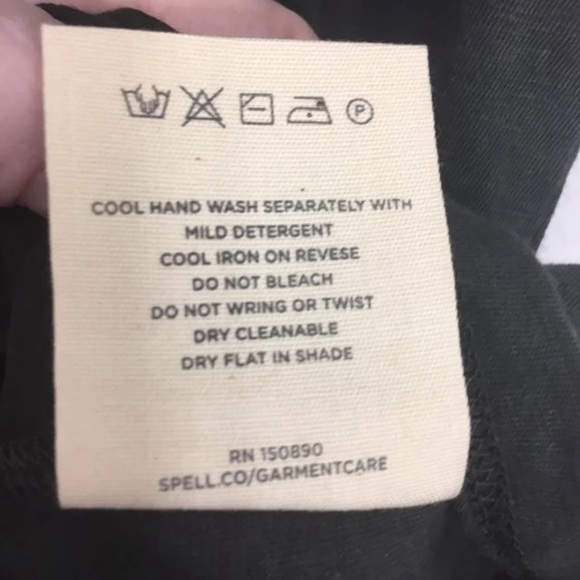 P
COOL HAND WASH SEPARATELY WITH
MILD DETERGENT
COOL IRON ON REVESE
DO NOT BLEACH
DO NOT WRING OR TWIST
DRY CLEANABLE
DRY FLAT IN SHADE
RN 150890
SPELL.CO/GARMENTCARE